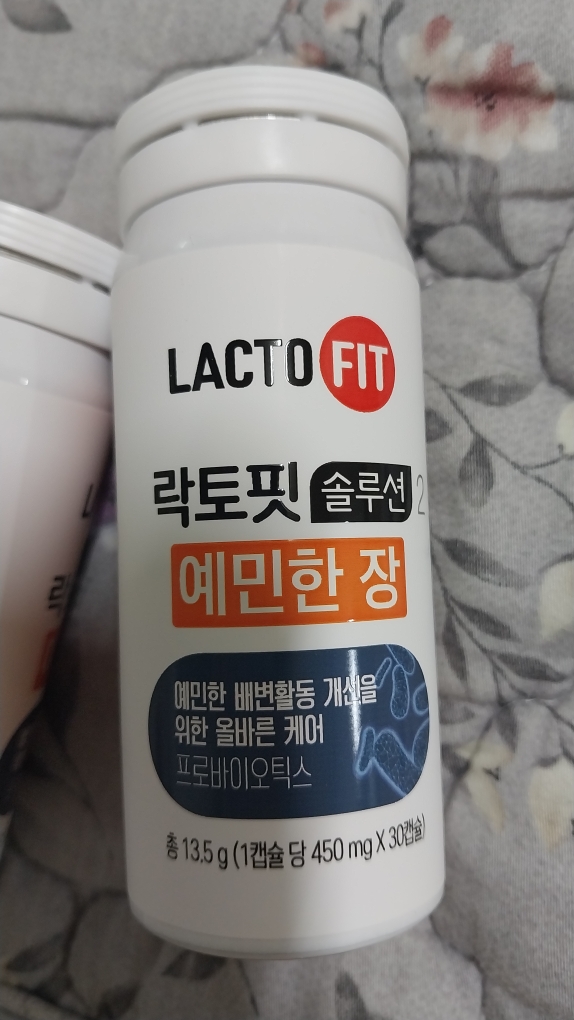 LACTO FIT
락토핏 솔루션 2
예민한 장
예민한 배변활동 개선을
위한 올바른 케어
프로바이오틱스
총 13.5 g (1캡슐 당 450 mg X 30캡슐)